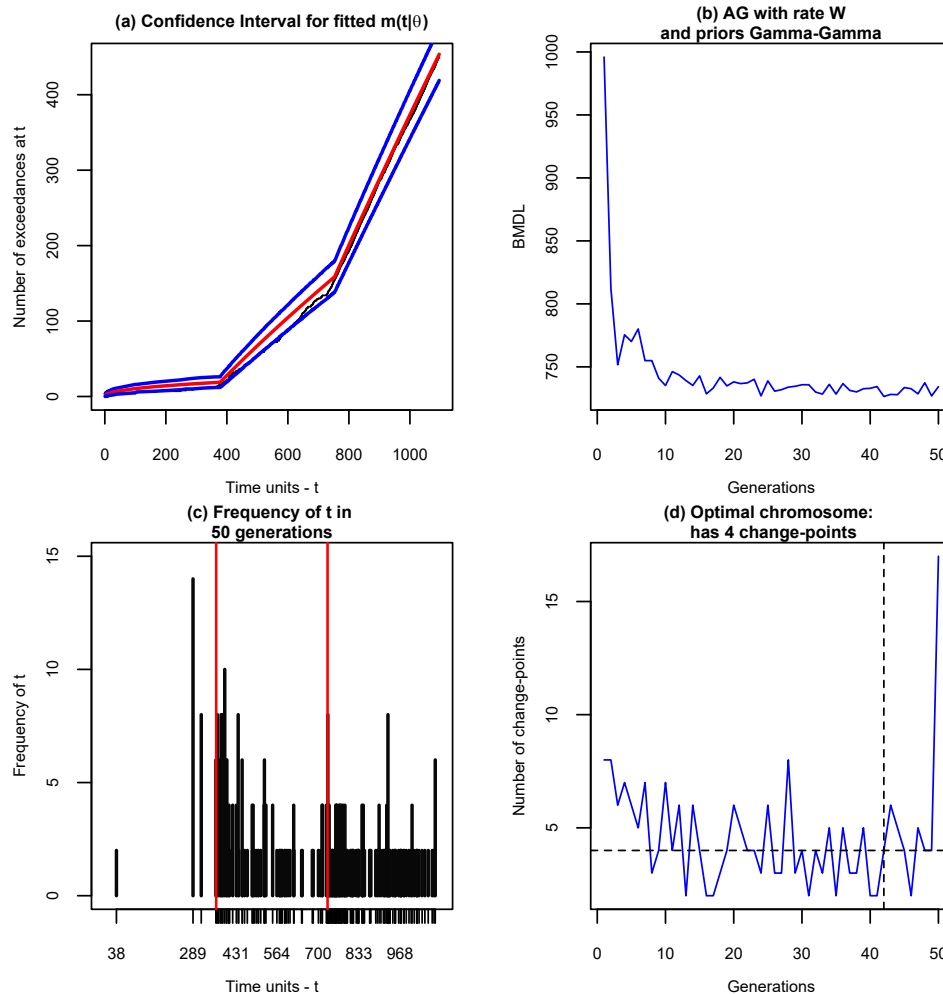 (a) Confidence Interval for fitted m(t|θ)
Number of exceedances at t
400
300
200
100
0
0 200 400 600 800 1000
Time units - t
(b) AG with rate W
and priors Gamma-Gamma
BMDL
1000
950
900
850
800
750
0 10 20 30 40 50
Generations
(c) Frequency of t in
50 generations
Frequency of t
15
10
5
0
38 289 431 564 700 833 968
Time units - t
(d) Optimal chromosome:
has 4 change-points
Number of change-points
15
10
5
0 10 20 30 40 50
Generations